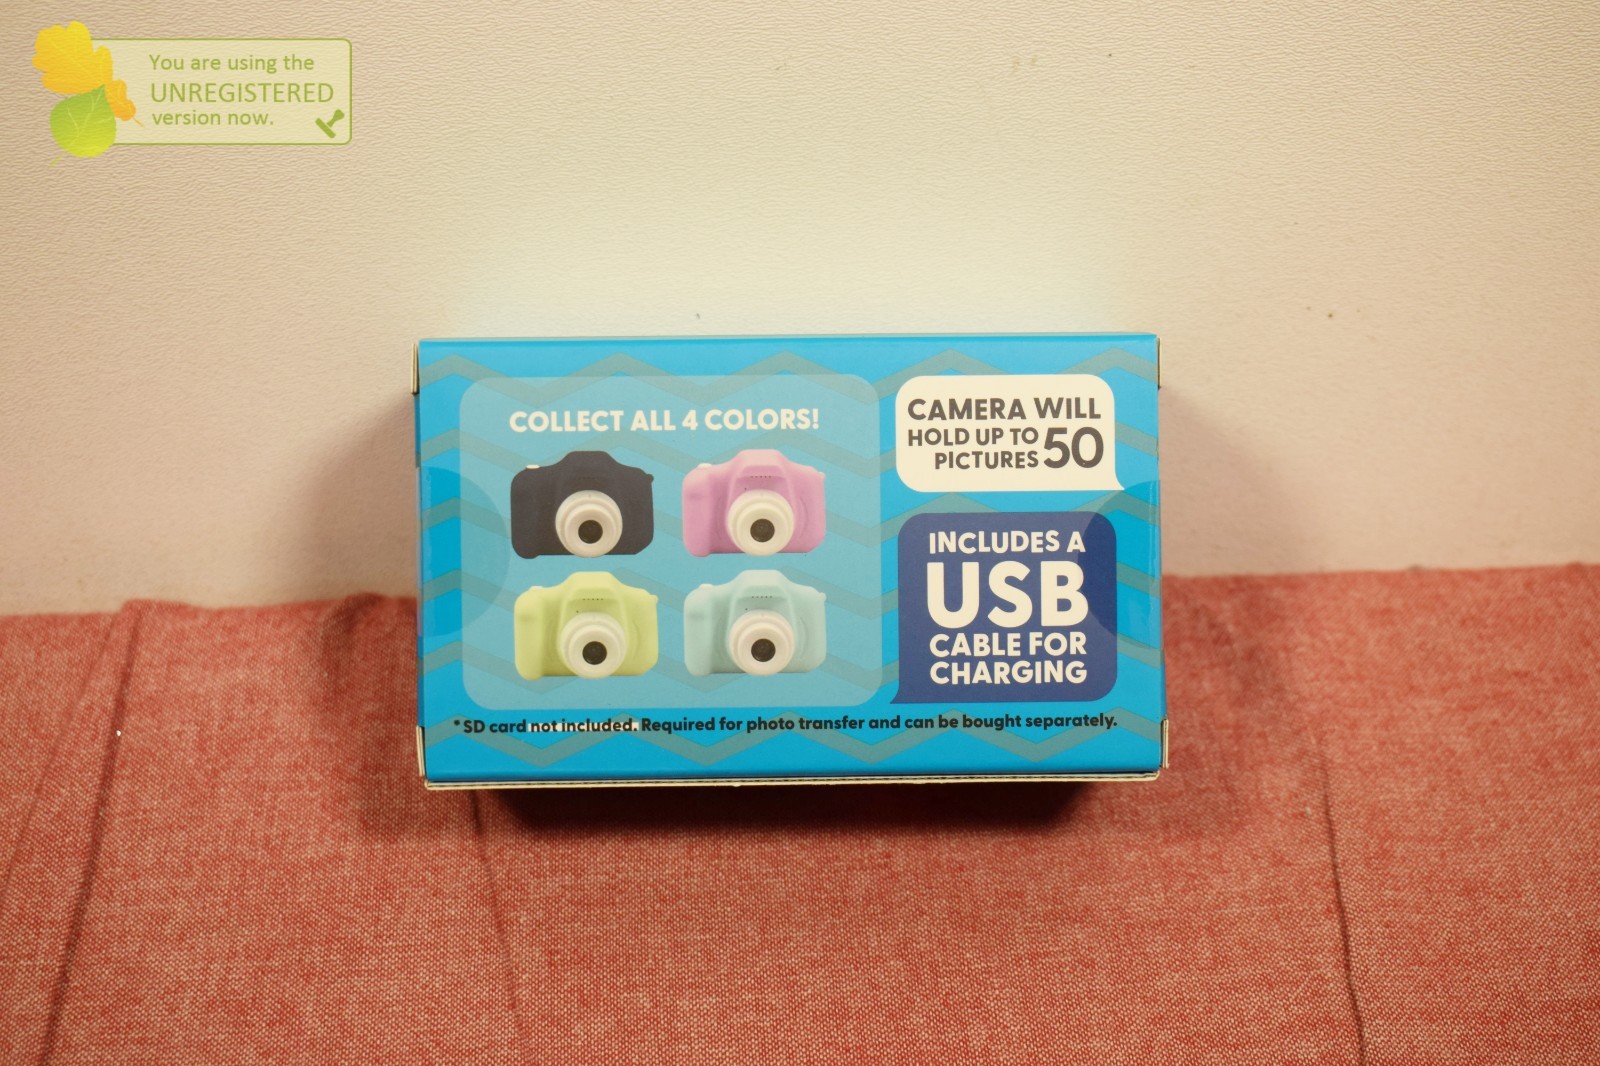 You are using the
UNREGISTERED
version now.
COLLECT ALL 4 COLORS!
CAMERA WILL
HOLD UP TO
PICTURES 50
INCLUDES A
USB
CABLE FOR
CHARGING
*SD card not included. Required for photo transfer and can be bought separately.